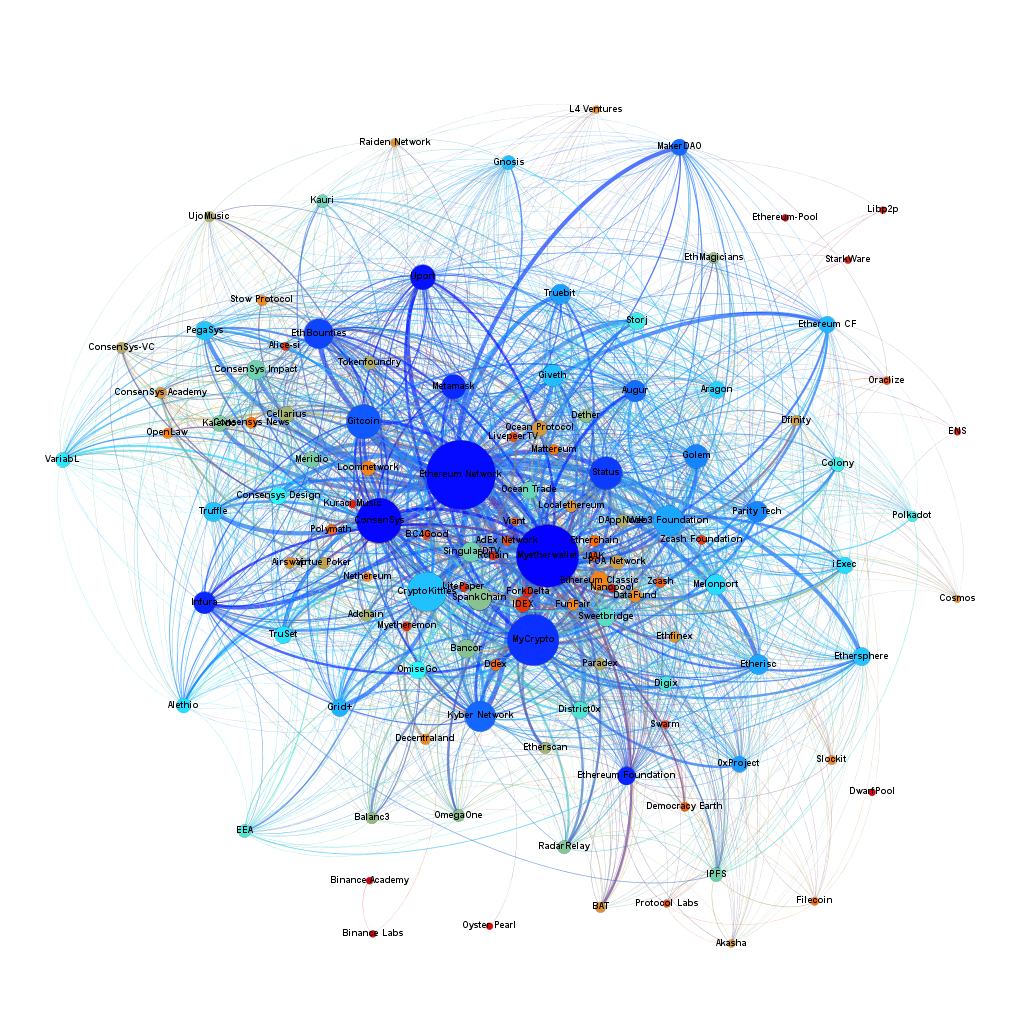 L4 Ventures
Raiden Network
MakerDAO
Gnosis
Kauri
Libp2p
UjoMusic
Ethereum-Pool
EthMagicians
StarkWare
Uport
Truebit
Stow Protocol
Storj
Ethereum CF
PegaSys
EthBounties
Alice-si
ConsenSys-VC
Tokenfoundry
ConsenSys Impact
Giveth
Oraclize
Metamask
Augur
Aragon
ConsenSys Academy
Cellarius
Dether
Kaleido
Consensys News
Gitcoin
Dfinity
Ocean Protocol
OpenLaw
LivepeerTV
ENS
Mattereum
Golem
VariabL
Meridio
Loomnetwork
Colony
Ethereum Network
Status
Ocean Trade
Consensys Design
Kuraci Music
Localethereum
Truffle
Parity Tech
Polkadot
ConsenSys
Viant
DAppNode
Web3 Foundation
Polymath
BC4Good
AdEx Network
Etherchain
Zcash Foundation
SingularDTV
Rchain
Myetherwallet
JAAK
Airswap
Virtue Poker
POA Network
iExec
Nethereum
Ethereum Classic
Zcash
Melonport
LitePaper
Nanopool
CryptoKitties
ForkDelta
SpankChain
DataFund
Cosmos
Infura
IDEX
FunFair
Adchain
Sweetbridge
Myetheremon
TruSet
MyCrypto
Ethfinex
Bancor
Ethersphere
OmiseGo
Ddex
Paradex
Etherisc
Digix
Alethio
Grid+
Kyber Network
District0x
Swarm
Decentraland
Etherscan
Slockit
0xProject
Ethereum Foundation
DwarfPool
Democracy Earth
OmegaOne
Balanc3
EEA
RadarRelay
IPFS
Binance Academy
Filecoin
Protocol Labs
BAT
Oyster Pearl
Binance Labs
Akasha